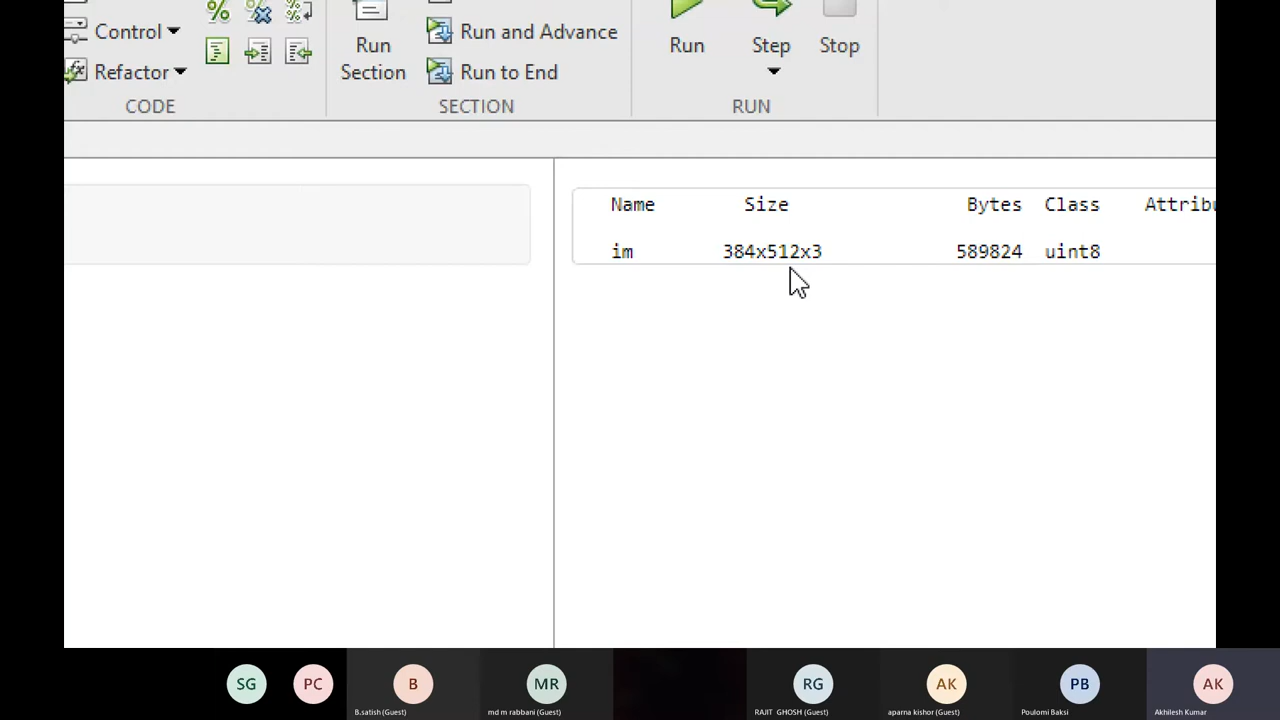 Control
Refactor
CODE
Run
Section
Run and Advance
Run to End
SECTION
Run
Step
Stop
RUN
Name Size Bytes Class Attribu
im 384x512x3 589824 uint8
SG
PC
B
B.satish (Guest)
MR
md m rabbani (Guest)
RG
RAJIT GHOSH (Guest)
AK
aparna kishor (Guest)
PB
Poulomi Baksi
AK
Akhilesh Kumar